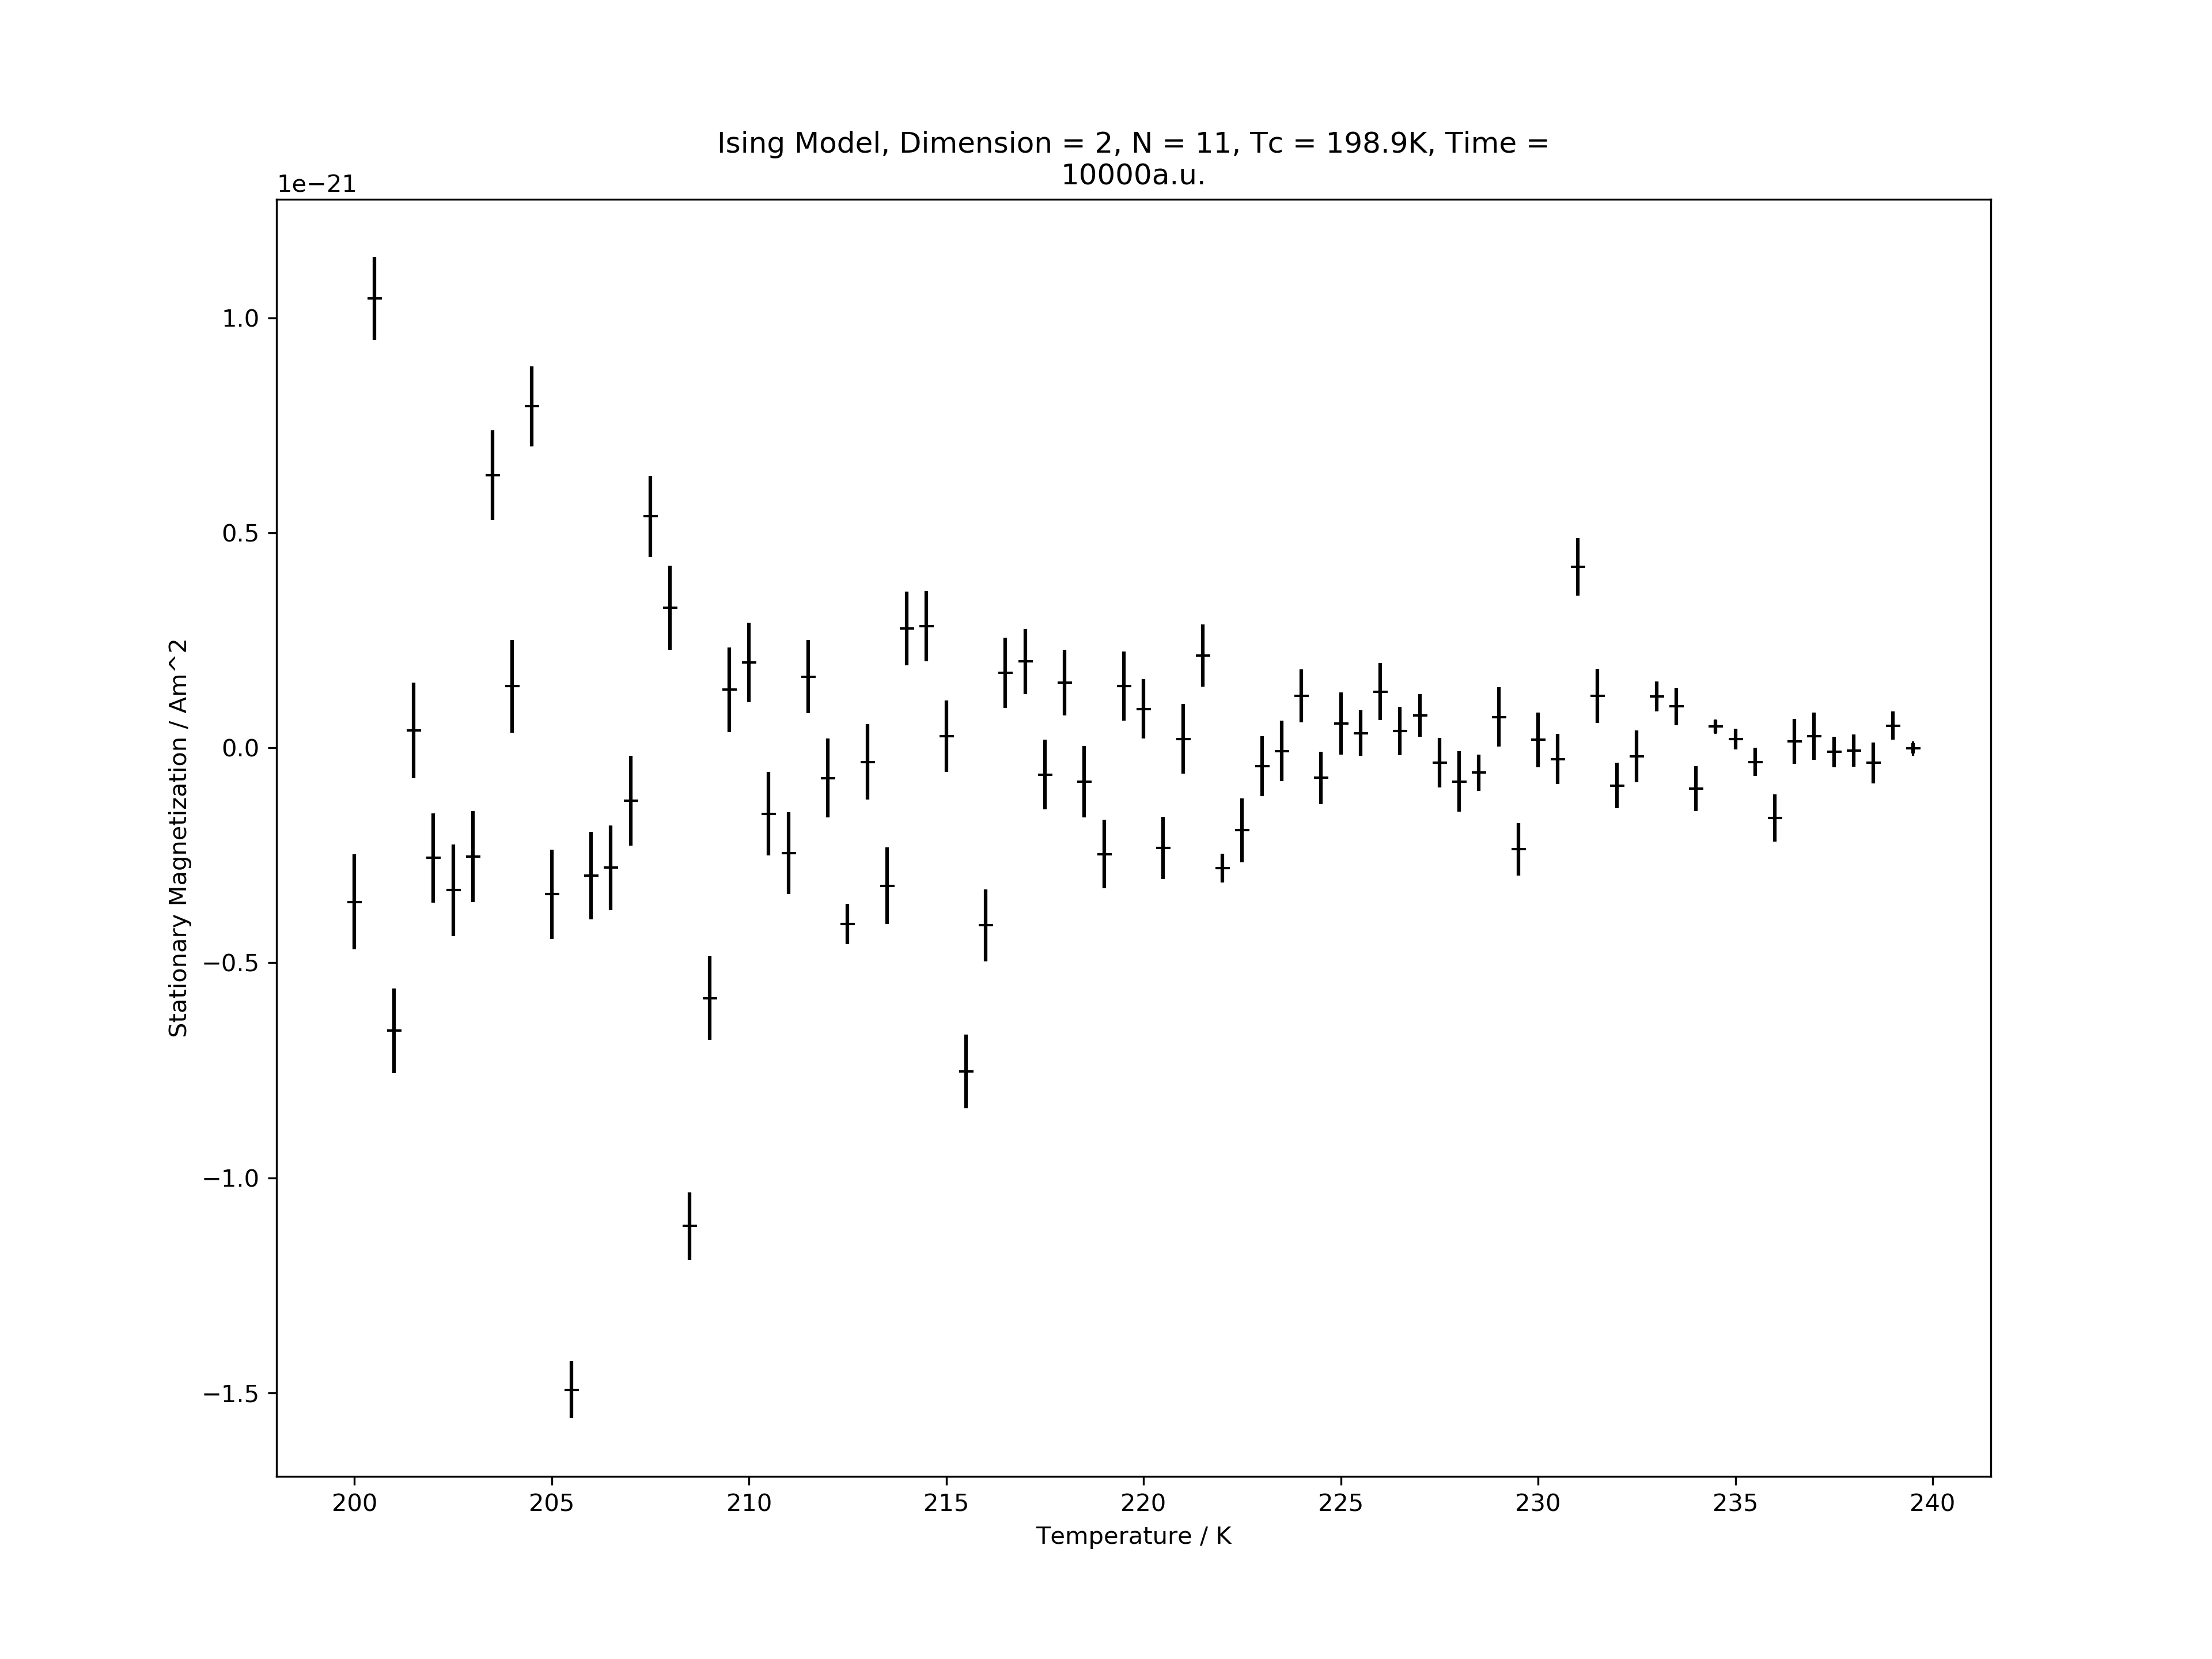 Ising Model, Dimension = 2, N = 11, Tc = 198.9K, Time =
10000a.u.
1e−21
1.0
0.5
0.0
−0.5
−1.0
−1.5
Stationary Magnetization / Am^2
200 205 210 215 220 225 230 235 240
Temperature / K